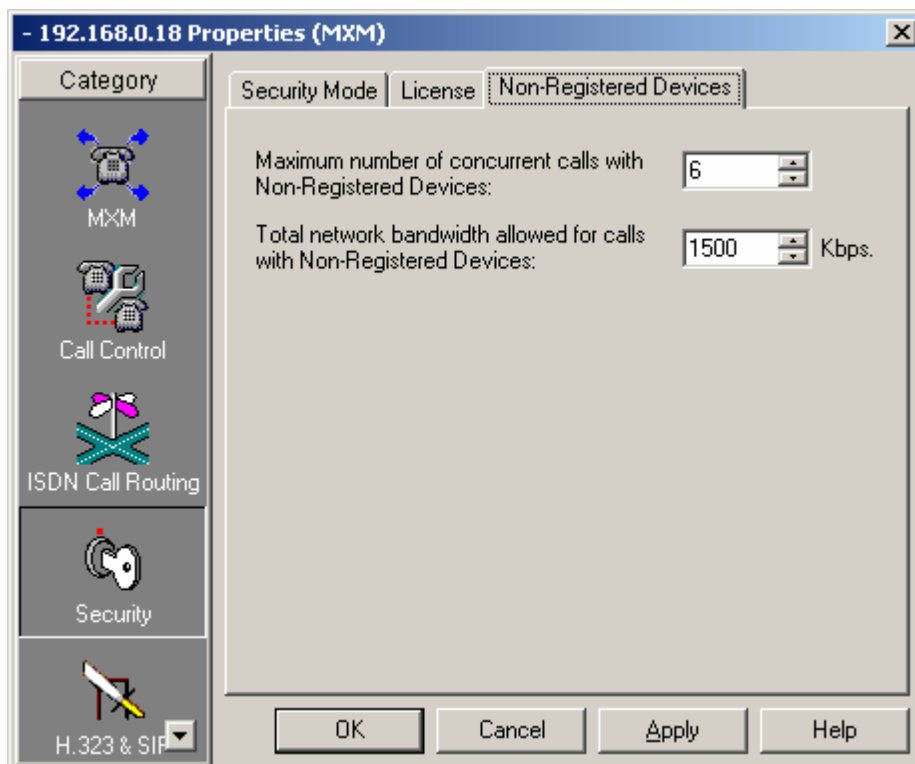 - 192.168.0.18 Properties (MXM)
Category
MXM
Call Control
ISDN Call Routing
Security
H.323 & SIP
Security Mode
License
Non-Registered Devices
Maximum number of concurrent calls with
Non-Registered Devices:
6
Total network bandwidth allowed for calls
with Non-Registered Devices:
1500
Kbps.
OK
Cancel
Apply
Help